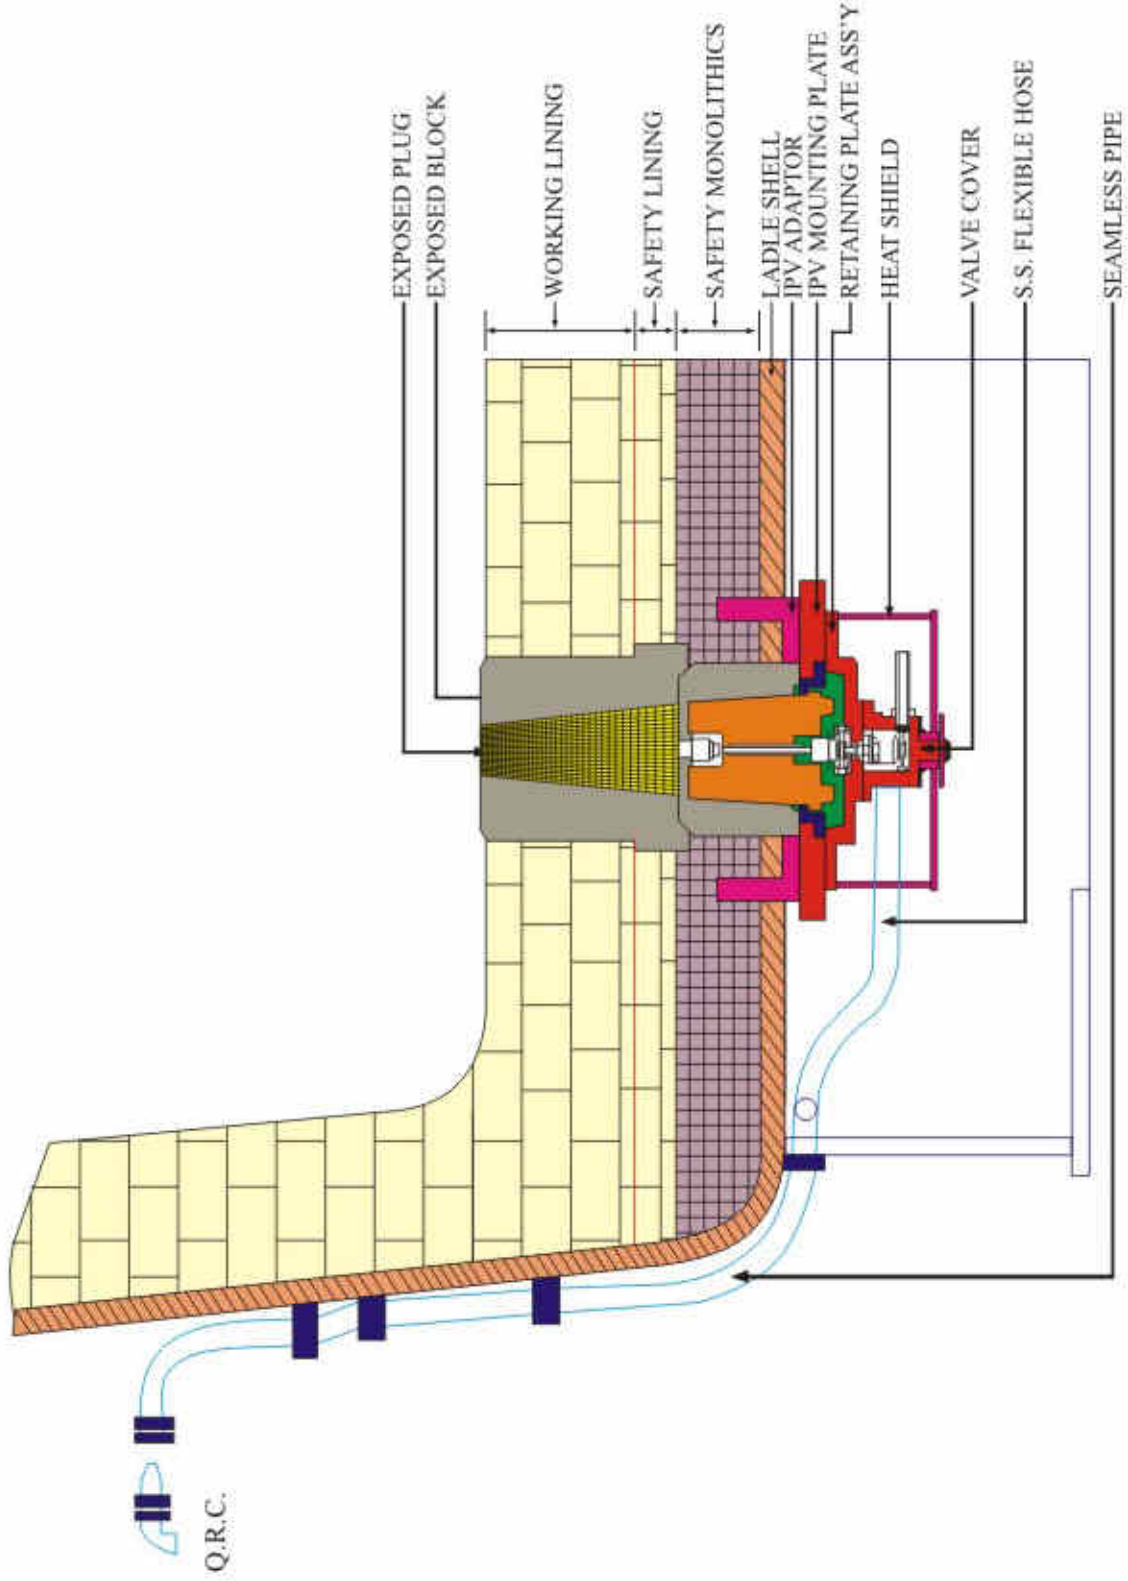 EXPOSED PLUG
EXPOSED BLOCK
WORKING LINING
SAFETY LINING
SAFETY MONOLITHICS
LADLE SHELL
IPV ADAPTOR
IPV MOUNTING PLATE
RETAINING PLATE ASS'Y
HEAT SHIELD
VALVE COVER
S.S. FLEXIBLE HOSE
SEAMLESS PIPE
Q.R.C.